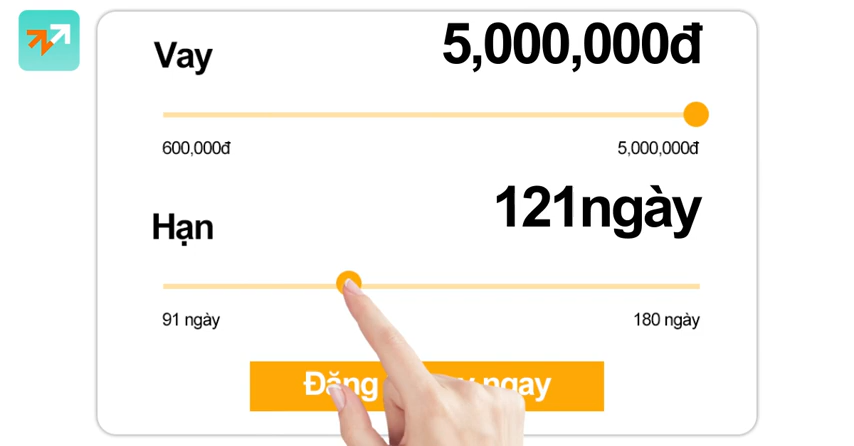 Vay
5,000,000đ
600,000đ
5,000,000đ
121ngày
Hạn
91 ngày
180 ngày
Đăng ngay